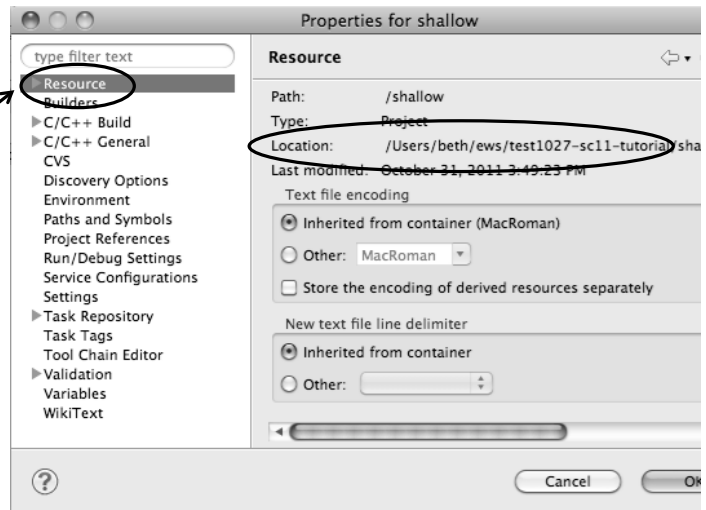 Properties for shallow
type filter text
Resource
Builders
C/C++ Build
C/C++ General
CVS
Discovery Options
Environment
Paths and Symbols
Project References
Run/Debug Settings
Service Configurations
Settings
Task Repository
Task Tags
Tool Chain Editor
Validation
Variables
WikiText
Resource
Path: /shallow
Type: Project
Location: /Users/beth/ews/test1027-sc11-tutorial/sha
Last modified: October 31, 2011 3:49:23 PM
Text file encoding
Inherited from container (MacRoman)
Other: MacRoman
Store the encoding of derived resources separately
New text file line delimiter
Inherited from container
Other:
?
Cancel
OK